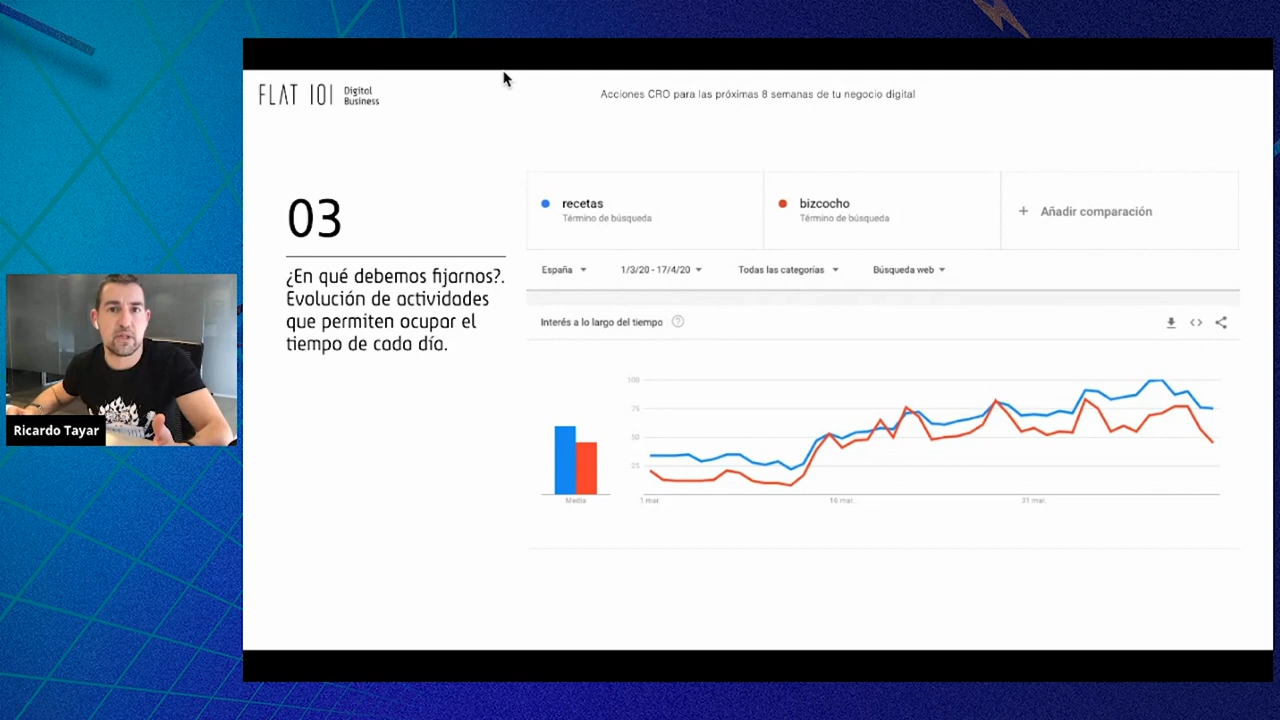 FLAT 101 Digital Business
Acciones CRO para las próximas 8 semanas de tu negocio digital
03
¿En qué debemos fijarnos?.
Evolución de actividades
que permiten ocupar el
tiempo de cada día.
recetas
Término de búsqueda
bizcocho
Término de búsqueda
+ Añadir comparación
España
1/3/20 - 17/4/20
Todas las categorías
Búsqueda web
Interés a lo largo del tiempo
100
75
50
25
Media
1 mar.
16 mar.
31 mar.
Ricardo Tayar